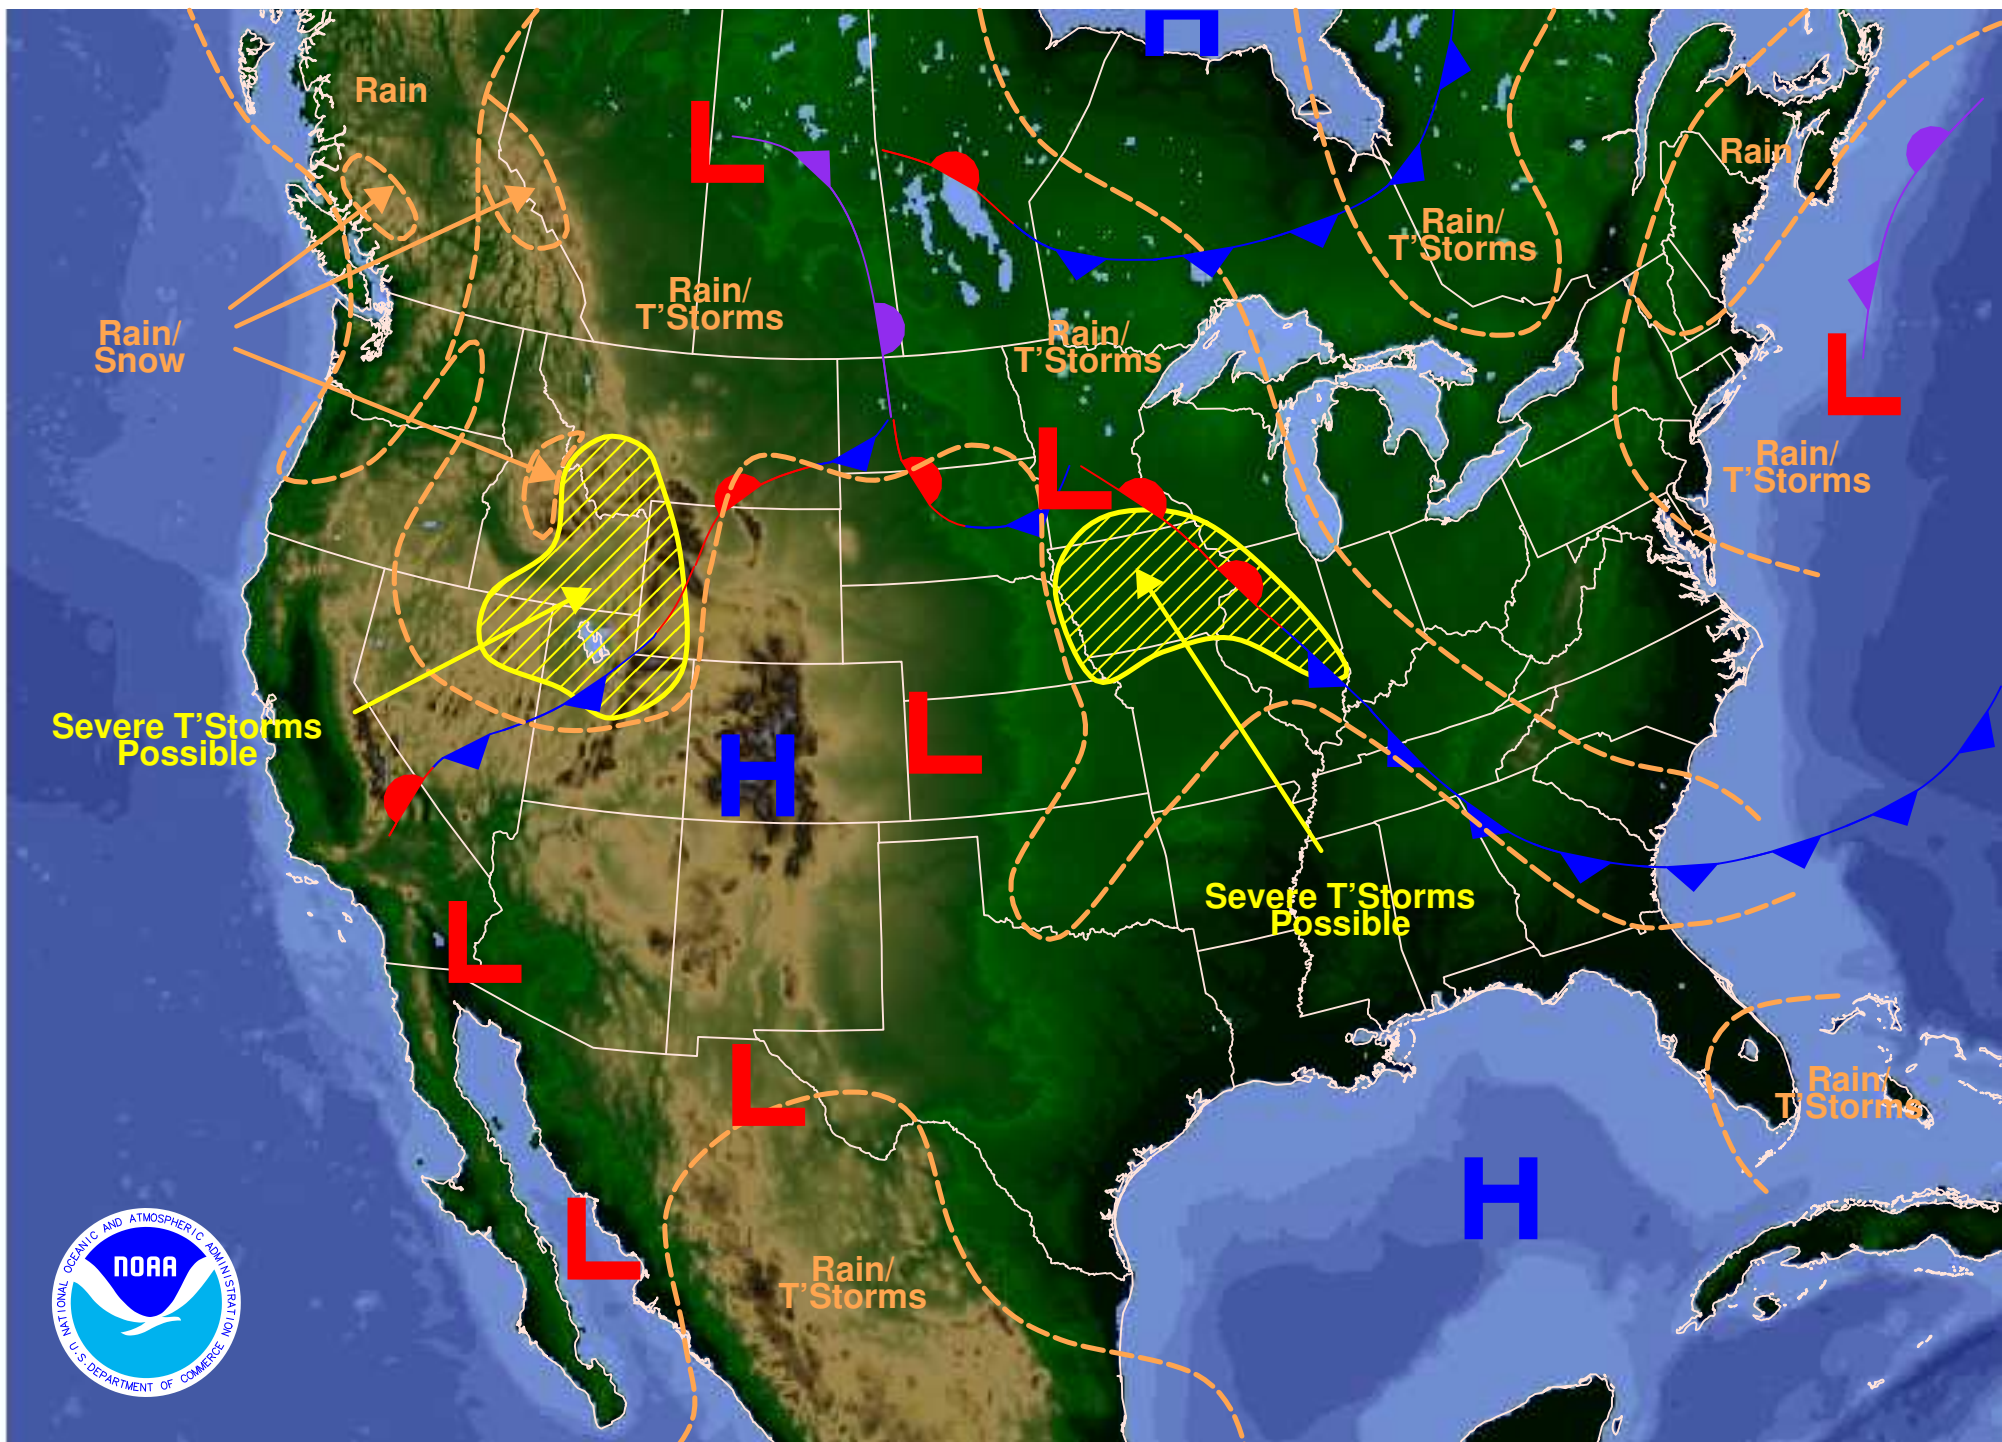 H
Rain
L
Rain
Rain/
T'Storms
Rain/
T'Storms
Rain/
Snow
Rain/
T'Storms
L
L
Rain/
T'Storms
Severe T'Storms
Possible
L
H
Severe T'Storms
Possible
L
L
Rain/
T'Storms
H
L
Rain/
T'Storms
NATIONAL OCEANIC AND ATMOSPHERIC ADMINISTRATION
NOAA
U.S. DEPARTMENT OF COMMERCE